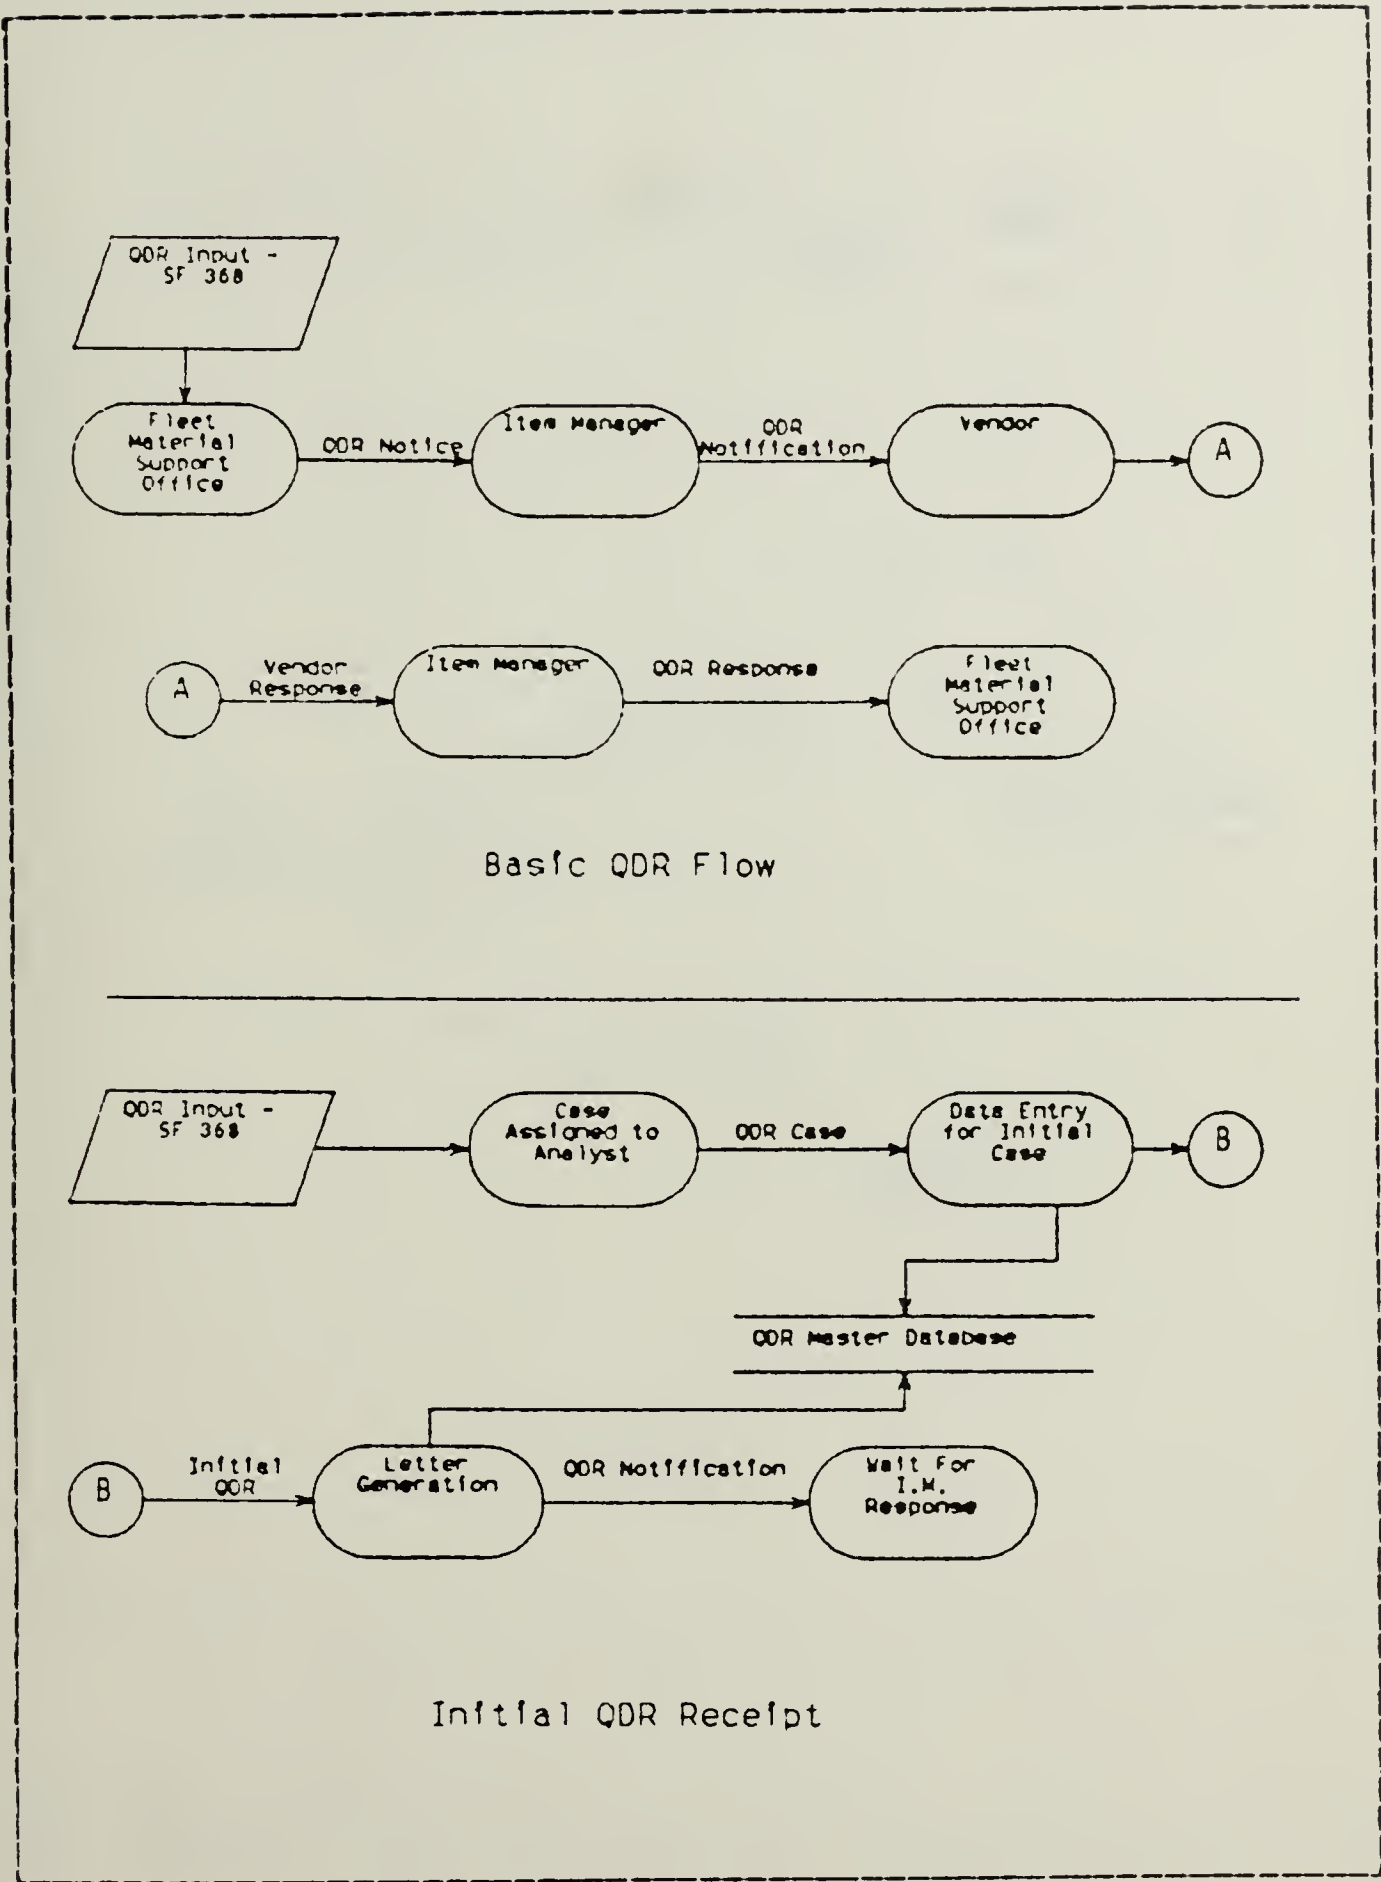 QDR Input -
SF 368
Fleet
Material
Support
Office
QDR Notice
Item Manager
QDR
Notification
Vendor
A
A
Vendor
Response
Item Manager
QDR Response
Fleet
Material
Support
Office
Basic QDR Flow
QDR Input -
SF 368
Case
Assigned to
Analyst
QDR Case
Data Entry
for Initial
Case
B
QDR Master Database
B
Initial
QDR
Letter
Generation
QDR Notification
Wait For
I.M.
Response
Initial QDR Receipt